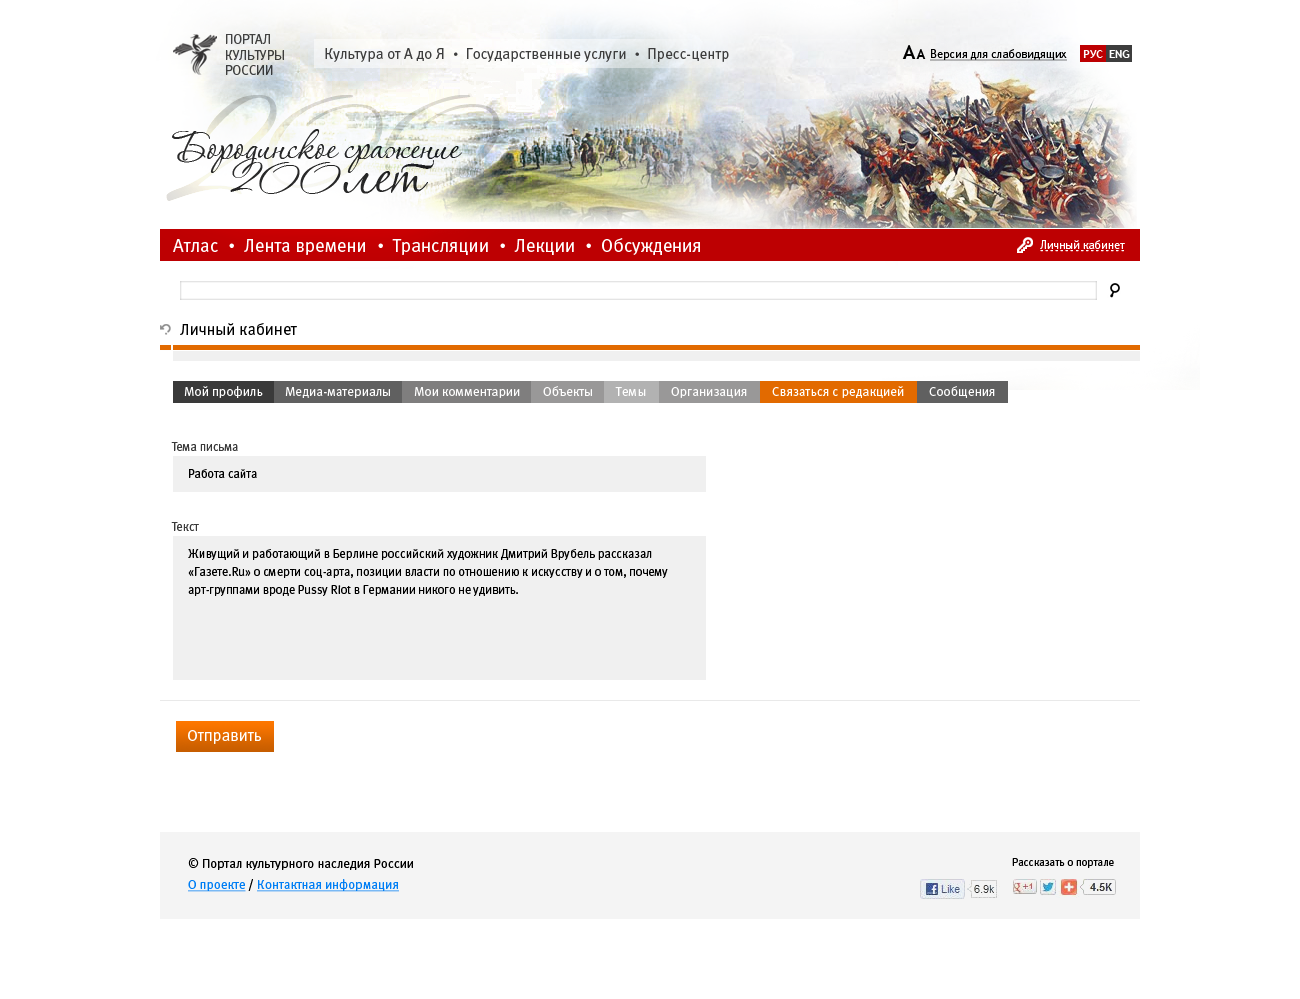 ПОРТАЛ
КУЛЬТУРЫ
РОССИИ
Культура от А до Я • Государственные услуги • Пресс-центр
АА Версия для слабовидящих
РУС ENG
200
Бородинское сражение
200 лет
Атлас • Лента времени • Трансляции • Лекции • Обсуждения
Личный кабинет
Личный кабинет
Мой профиль Медиа-материалы Мои комментарии Объекты Темы Организация Связаться с редакцией Сообщения
Тема письма
Работа сайта
Текст
Живущий и работающий в Берлине российский художник Дмитрий Врубель рассказал
«Газете.Ru» о смерти соц-арта, позиции власти по отношению к искусству и о том, почему
арт-группами вроде Pussy Riot в Германии никого не удивить.
Отправить
© Портал культурного наследия России
О проекте / Контактная информация
Рассказать о портале
Like 6.9k
g +1 4.5K